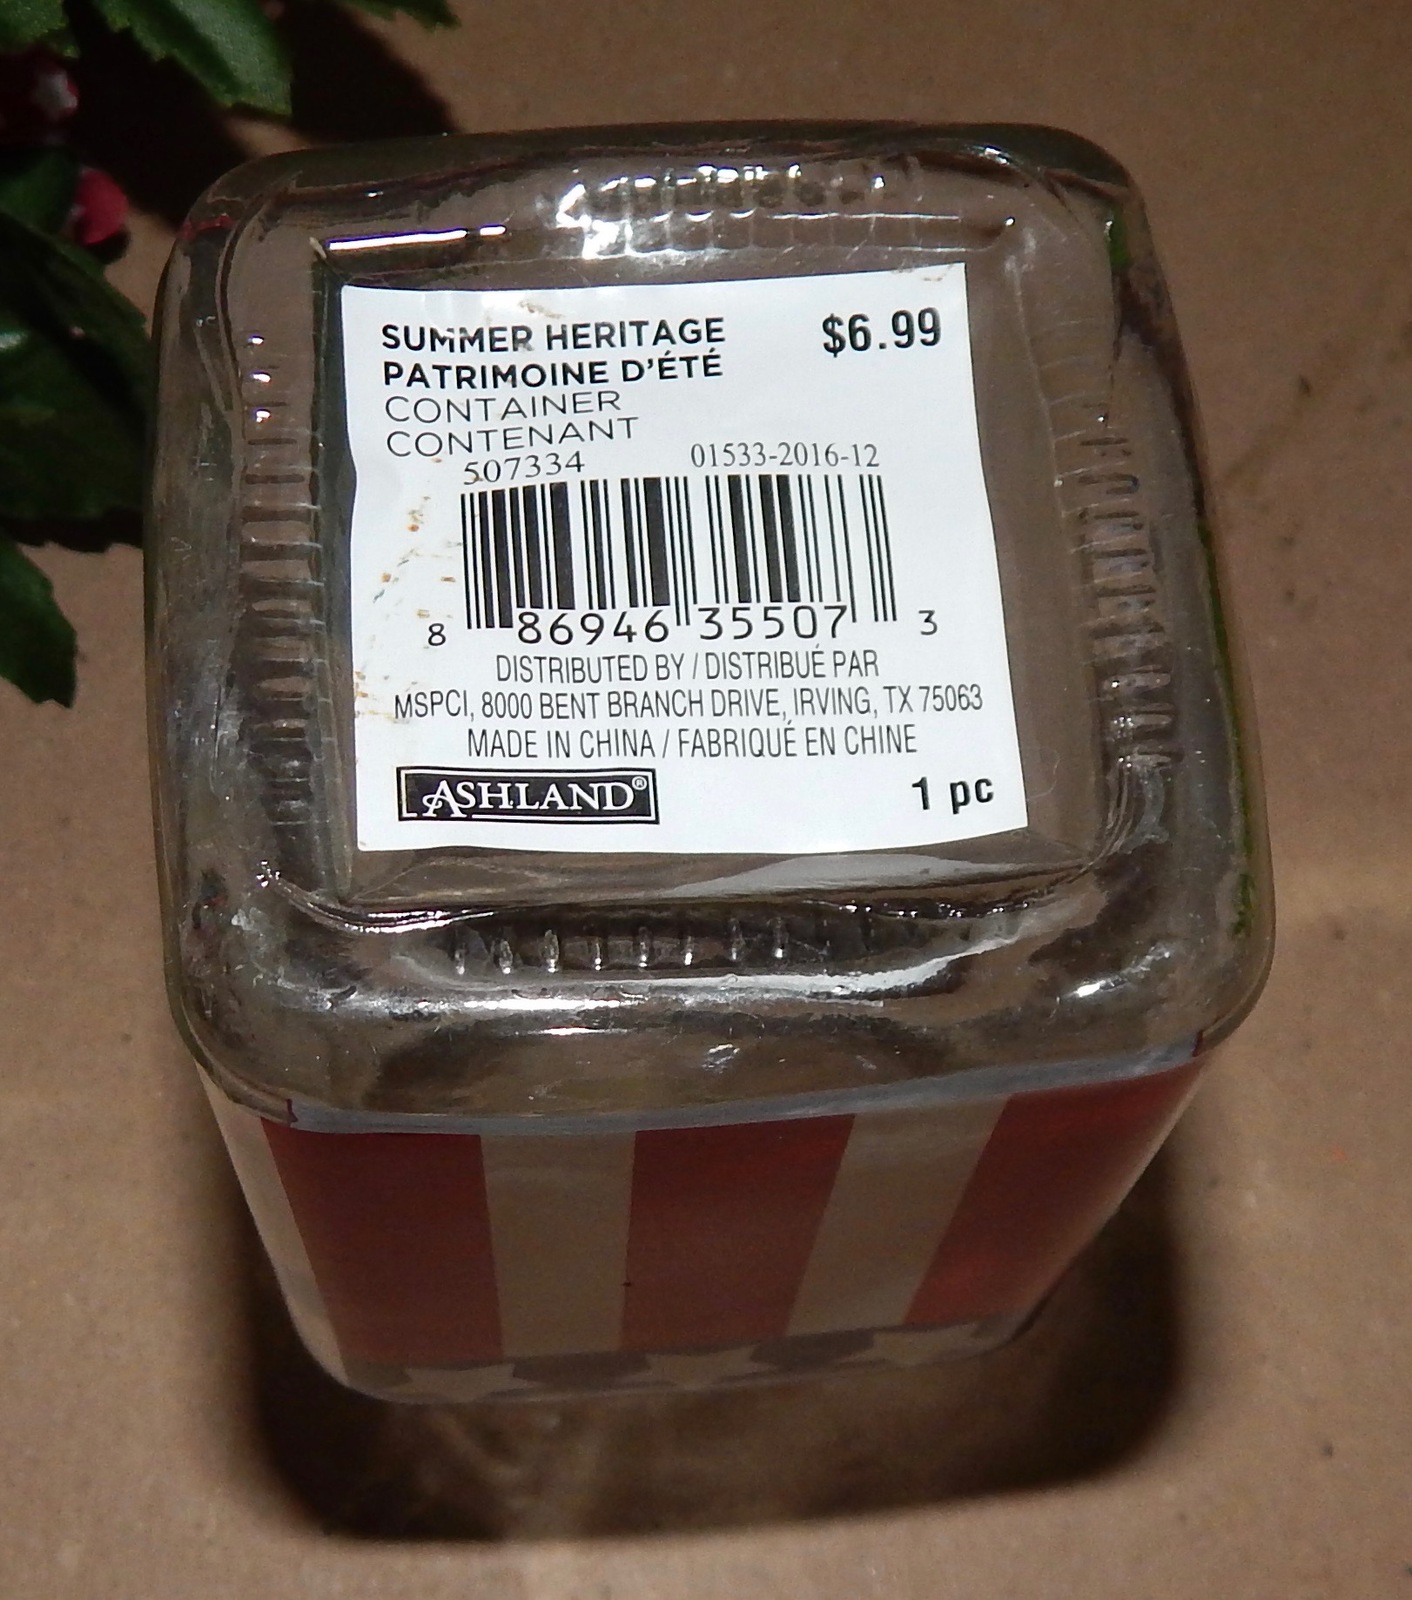 SUMMER HERITAGE $6.99
PATRIMOINE D'ÉTÉ
CONTAINER
CONTENANT
507334 01533-2016-12
8 86946 35507 3
DISTRIBUTED BY / DISTRIBUÉ PAR
MSPCI, 8000 BENT BRANCH DRIVE, IRVING, TX 75063
MADE IN CHINA / FABRIQUÉ EN CHINE
ASHLAND® 1 pc